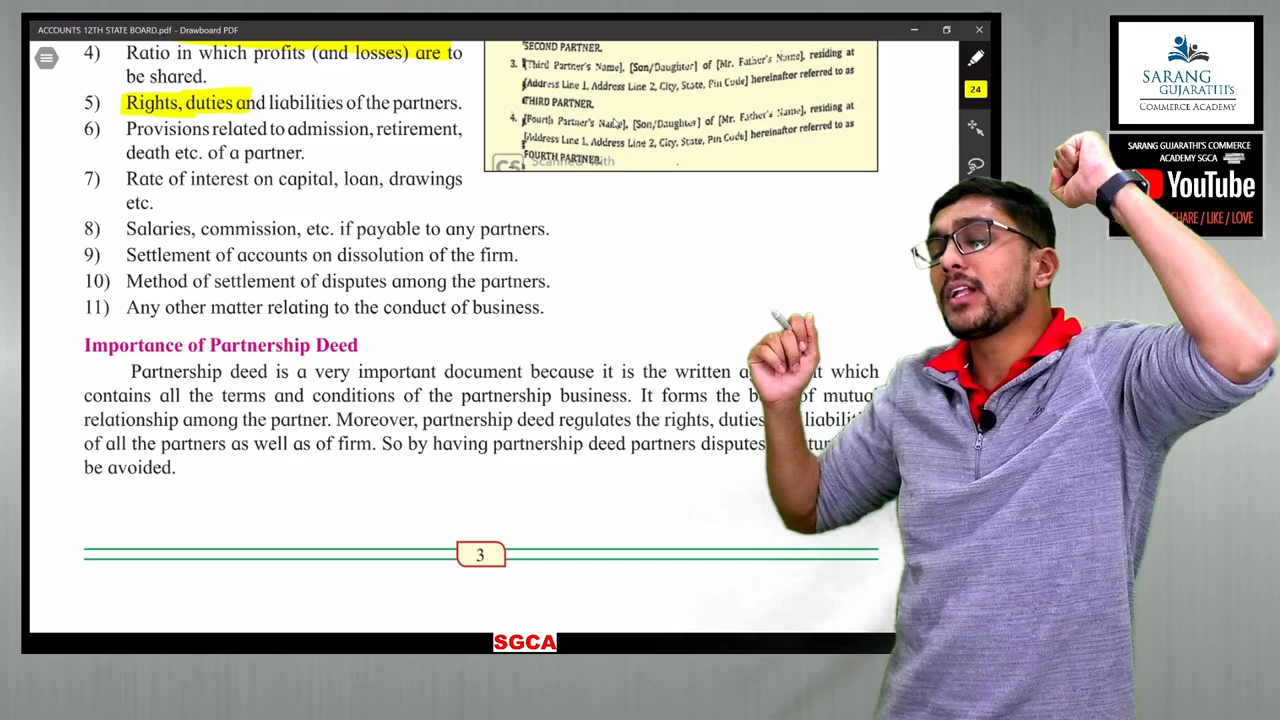 ACCOUNTS 12TH STATE BOARD.pdf - Drawboard PDF
4) Ratio in which profits (and losses) are to
be shared.
5) Rights, duties and liabilities of the partners.
6) Provisions related to admission, retirement,
death etc. of a partner.
7) Rate of interest on capital, loan, drawings
etc.
8) Salaries, commission, etc. if payable to any partners.
9) Settlement of accounts on dissolution of the firm.
10) Method of settlement of disputes among the partners.
11) Any other matter relating to the conduct of business.
SECOND PARTNER.
3. [Third Partner's Name], [Son/Daughter] of [Mr. Father's Name], residing at
[Address Line 1, Address Line 2, City, State, Pin Code] hereinafter referred to as
THIRD PARTNER.
4. [Fourth Partner's Name], [Son/Daughter] of [Mr. Father's Name], residing at
[Address Line 1, Address Line 2, City, State, Pin Code] hereinafter referred to as
FOURTH PARTNER.
CS Scanned with
Importance of Partnership Deed
Partnership deed is a very important document because it is the written which
contains all the terms and conditions of the partnership business. It forms the of mutual
relationship among the partner. Moreover, partnership deed regulates the rights, duties
of all the partners as well as of firm. So by having partnership deed partners disputes
be avoided.
3
SGCA
24
SARANG
GUJARATHI'S
COMMERCE ACADEMY
SARANG GUJARATHI'S COMMERCE
ACADEMY SGCA
YouTube
SHARE / LIKE / LOVE